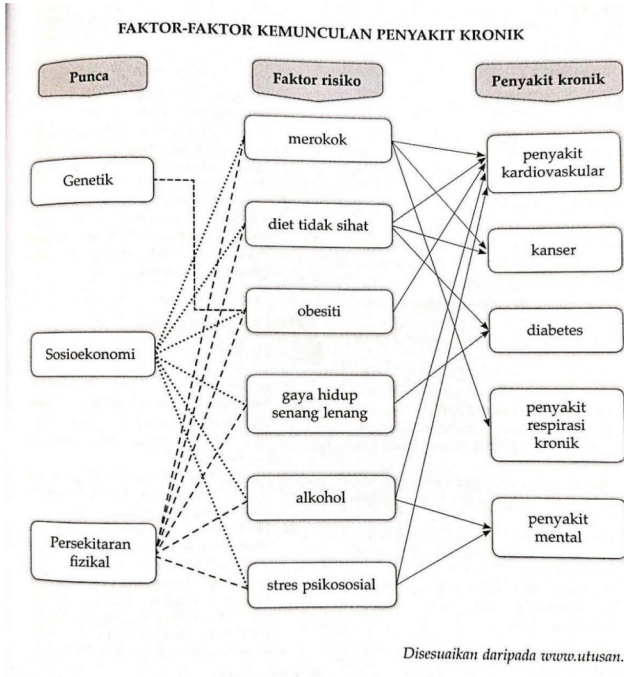 FAKTOR-FAKTOR KEMUNCULAN PENYAKIT KRONIK
Punca
Faktor risiko
Penyakit kronik
Genetik
Sosioekonomi
Persekitaran
fizikal
merokok
diet tidak sihat
obesiti
gaya hidup
senang lenang
alkohol
stres psikososial
penyakit
kardiovaskular
kanser
diabetes
penyakit
respirasi
kronik
penyakit
mental
Disesuaikan daripada www.utusan.